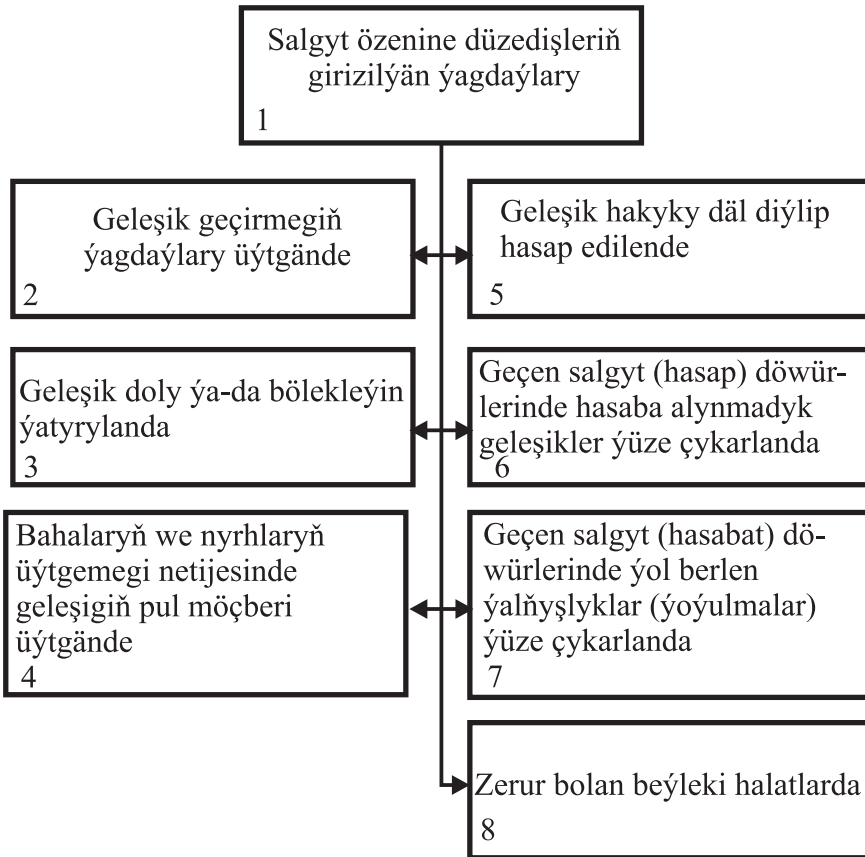 Salgyt özenine düzedişleriň
girizilýän ýagdaýlary
1
Geleşik geçirmegiň
ýagdaýlary üýtgände
2
Geleşik doly ýa-da bölekleýin
ýatyrylanda
3
Bahalaryň we nyrhlaryň
üýtgemegi netijesinde
geleşigiň pul möçberi
üýtgände
4
Geleşik hakyky däl diýlip
hasap edilende
5
Geçen salgyt (hasap) döwür-
lerinde hasaba alynmadyk
geleşikler ýüze çykarlanda
6
Geçen salgyt (hasabat) dö-
würlerinde ýol berlen
ýalňyşlyklar (ýoýulmalar)
ýüze çykarlanda
7
Zerur bolan beýleki halatlarda
8